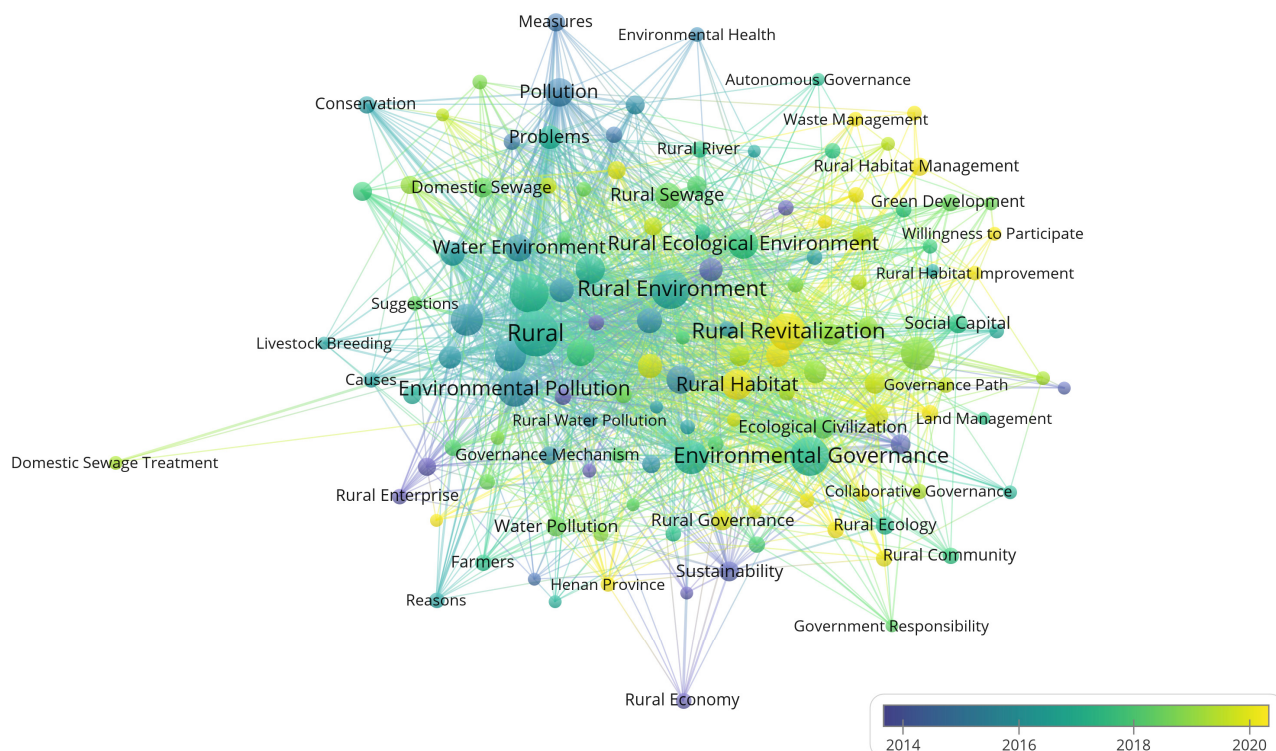 Measures
Environmental Health
Autonomous Governance
Pollution
Conservation
Waste Management
Problems
Rural River
Rural Habitat Management
Domestic Sewage
Rural Sewage
Green Development
Willingness to Participate
Water Environment
Rural Ecological Environment
Rural Habitat Improvement
Rural Environment
Suggestions
Social Capital
Rural
Rural Revitalization
Livestock Breeding
Causes
Environmental Pollution
Rural Habitat
Governance Path
Rural Water Pollution
Ecological Civilization
Land Management
Domestic Sewage Treatment
Governance Mechanism
Environmental Governance
Rural Enterprise
Collaborative Governance
Water Pollution
Rural Governance
Rural Ecology
Farmers
Rural Community
Sustainability
Henan Province
Reasons
Government Responsibility
Rural Economy
2014 2016 2018 2020